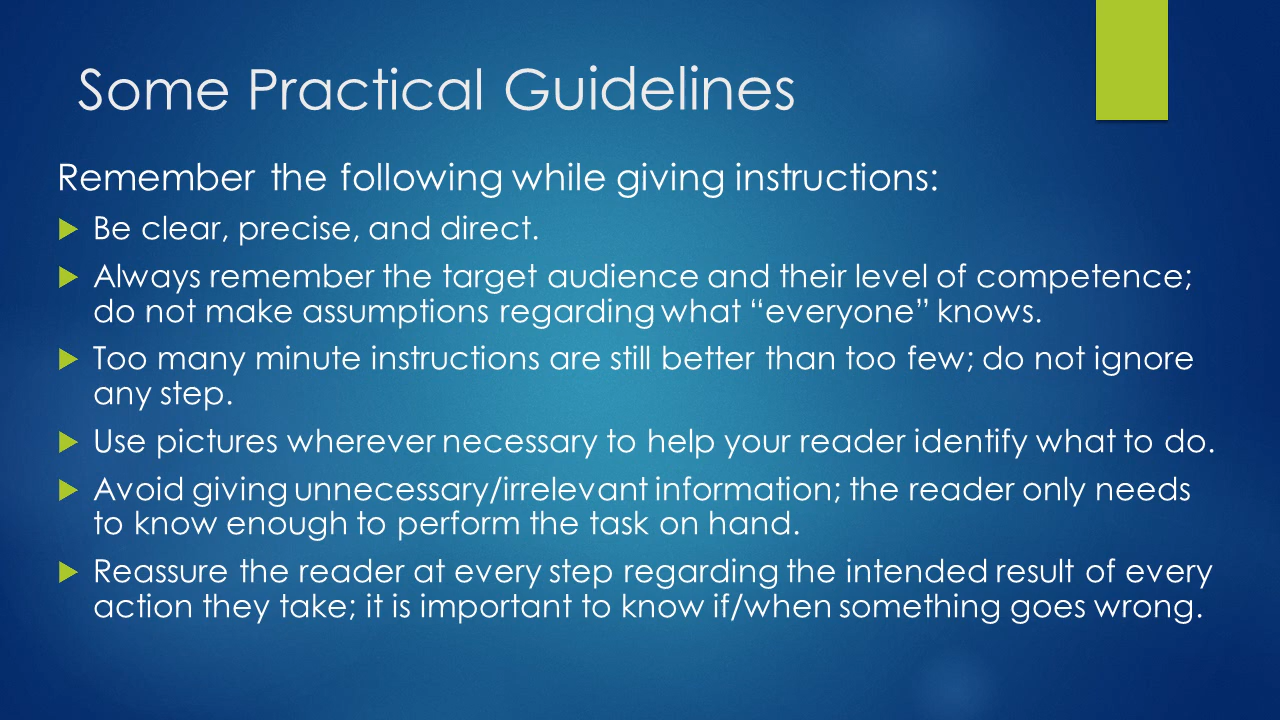 Some Practical Guidelines
Remember the following while giving instructions:
Be clear, precise, and direct.
Always remember the target audience and their level of competence;
do not make assumptions regarding what “everyone” knows.
Too many minute instructions are still better than too few; do not ignore
any step.
Use pictures wherever necessary to help your reader identify what to do.
Avoid giving unnecessary/irrelevant information; the reader only needs
to know enough to perform the task on hand.
Reassure the reader at every step regarding the intended result of every
action they take; it is important to know if/when something goes wrong.